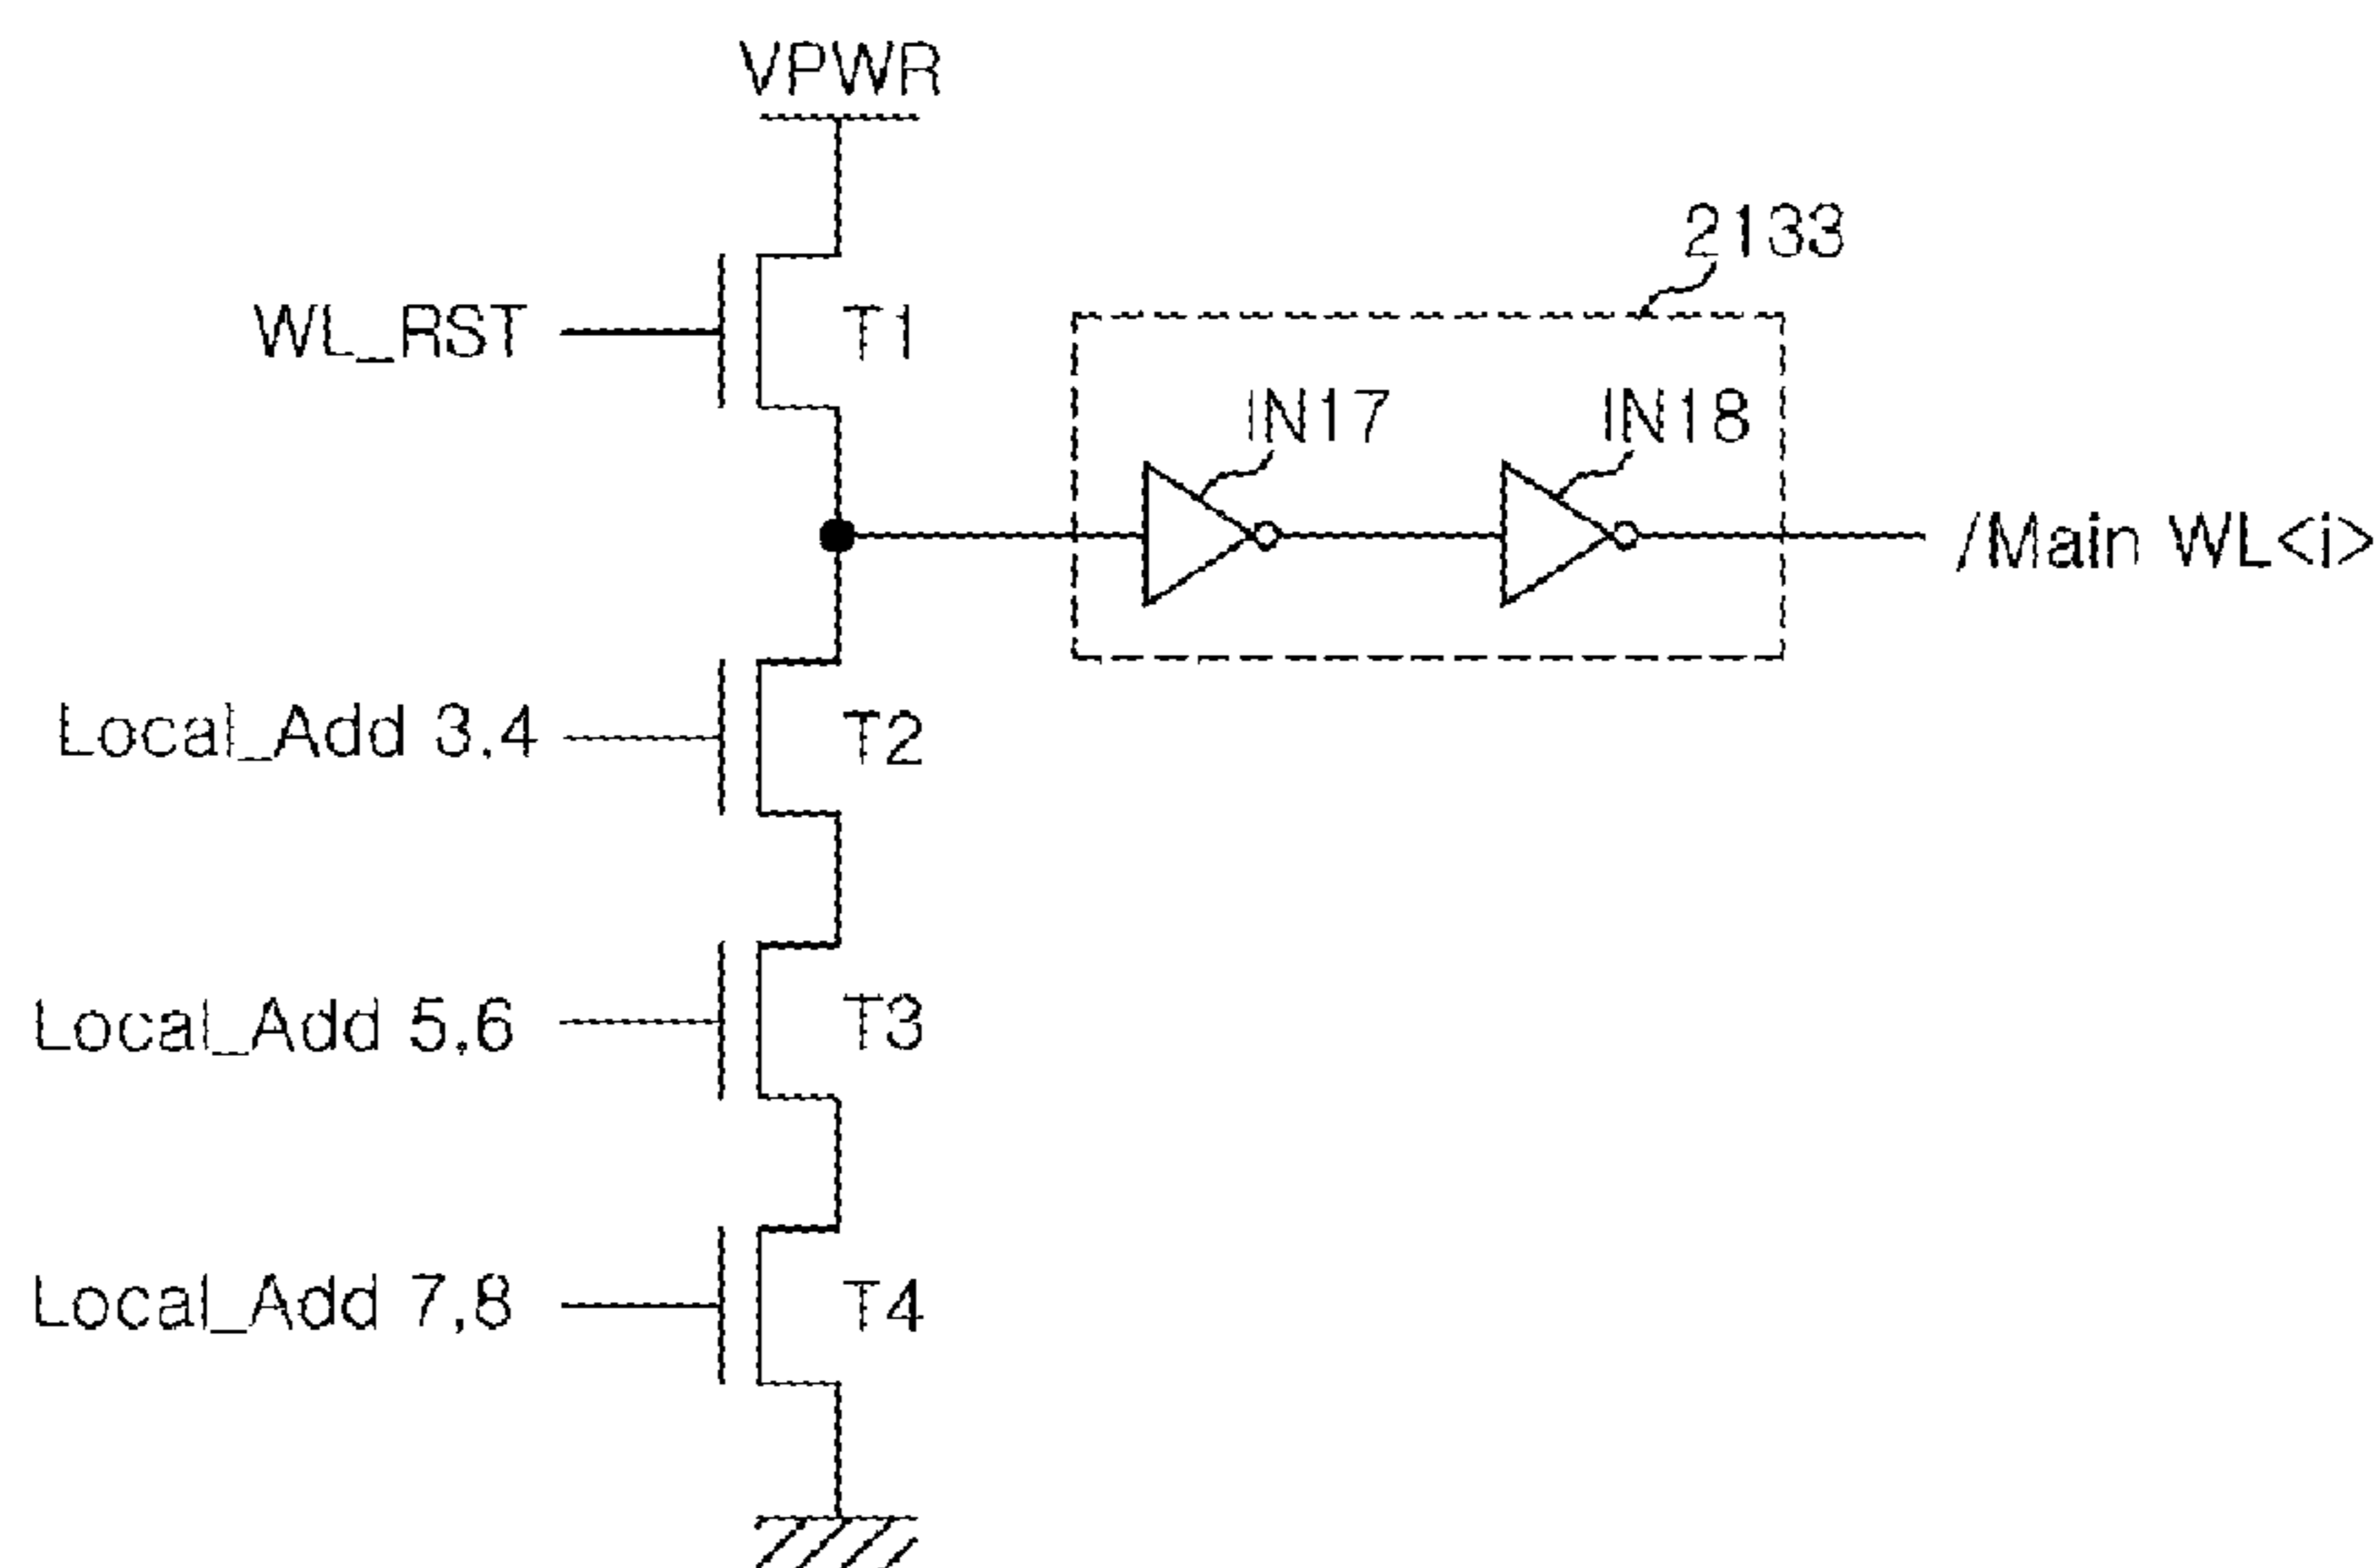 VPWR
2133
WL_RST
T1
IN17
IN18
/Main WL<i>
Local_Add 3,4
T2
Local_Add 5,6
T3
Local_Add 7,8
T4